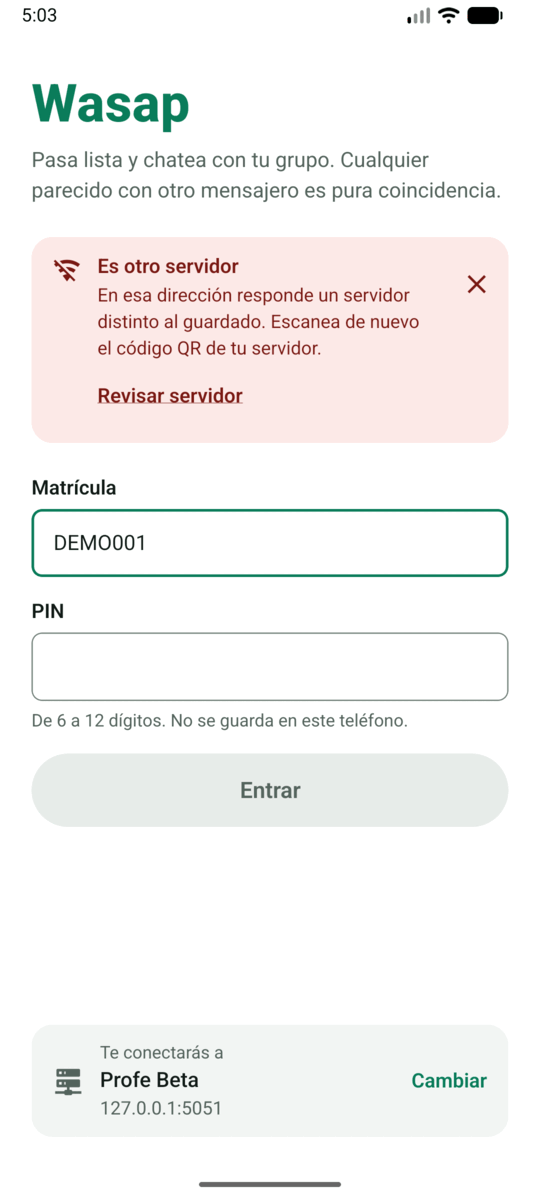 5:03
Wasap
Pasa lista y chatea con tu grupo. Cualquier
parecido con otro mensajero es pura coincidencia.
Es otro servidor
En esa dirección responde un servidor
distinto al guardado. Escanea de nuevo
el código QR de tu servidor.
Revisar servidor
Matrícula
DEMO001
PIN
De 6 a 12 dígitos. No se guarda en este teléfono.
Entrar
Te conectarás a
Profe Beta
Cambiar
127.0.0.1:5051